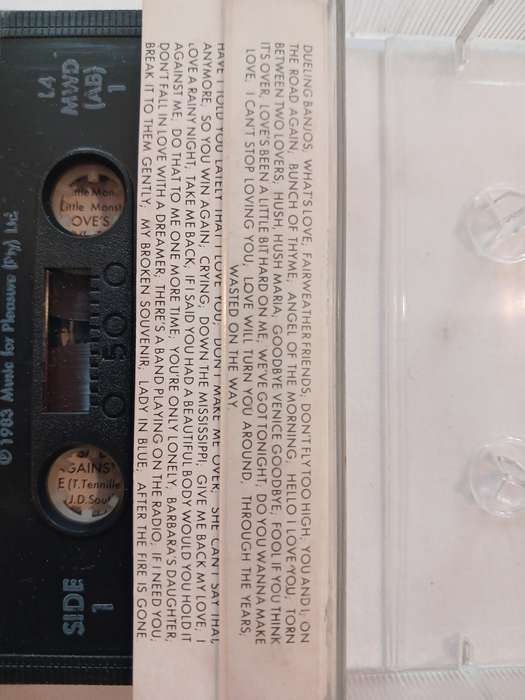 DUELING BANJOS, WHAT'S LOVE, FAIRWEATHER FRIENDS, DON'T FLY TOO HIGH, YOU AND I, ON
THE ROAD AGAIN, BUNCH OF THYME, ANGEL OF THE MORNING, HELLO I LOVE YOU, TORN
BETWEEN TWO LOVERS, HUSH, HUSH MARIA, GOODBYE VENICE GOODBYE, FOOL IF YOU THINK
IT'S OVER, LOVE'S BEEN A LITTLE BIT HARD ON ME, WE'VE GOT TONIGHT, DO YOU WANNA MAKE
LOVE, I CAN'T STOP LOVING YOU, LOVE WILL TURN YOU AROUND, THROUGH THE YEARS,
WASTED ON THE WAY
HAVE I TOLD YOU LATELY THAT I LOVE YOU, DON'T MAKE ME OVER, SHE CAN'T SAY THAT
ANYMORE, SO YOU WIN AGAIN, CRYING, DOWN THE MISSISSIPPI, GIVE ME BACK MY LOVE, I
LOVE A RAINY NIGHT, TAKE ME BACK, IF I SAID YOU HAD A BEAUTIFUL BODY WOULD YOU HOLD IT
AGAINST ME, DO THAT TO ME ONE MORE TIME, YOU'RE ONLY LONELY, BARBARA'S DAUGHTER,
DON'T FALL IN LOVE WITH A DREAMER, THERE'S A BAND PLAYING ON THE RADIO, IF I NEED YOU,
BREAK IT TO THEM GENTLY, MY BROKEN SOUVENIR, LADY IN BLUE, AFTER THE FIRE IS GONE
Little Monst
OVE'S
GAINS
E (T.Tennille
J.D.Sou
0 50 0
SIDE
1
℗ 1983 Music for Pleasure